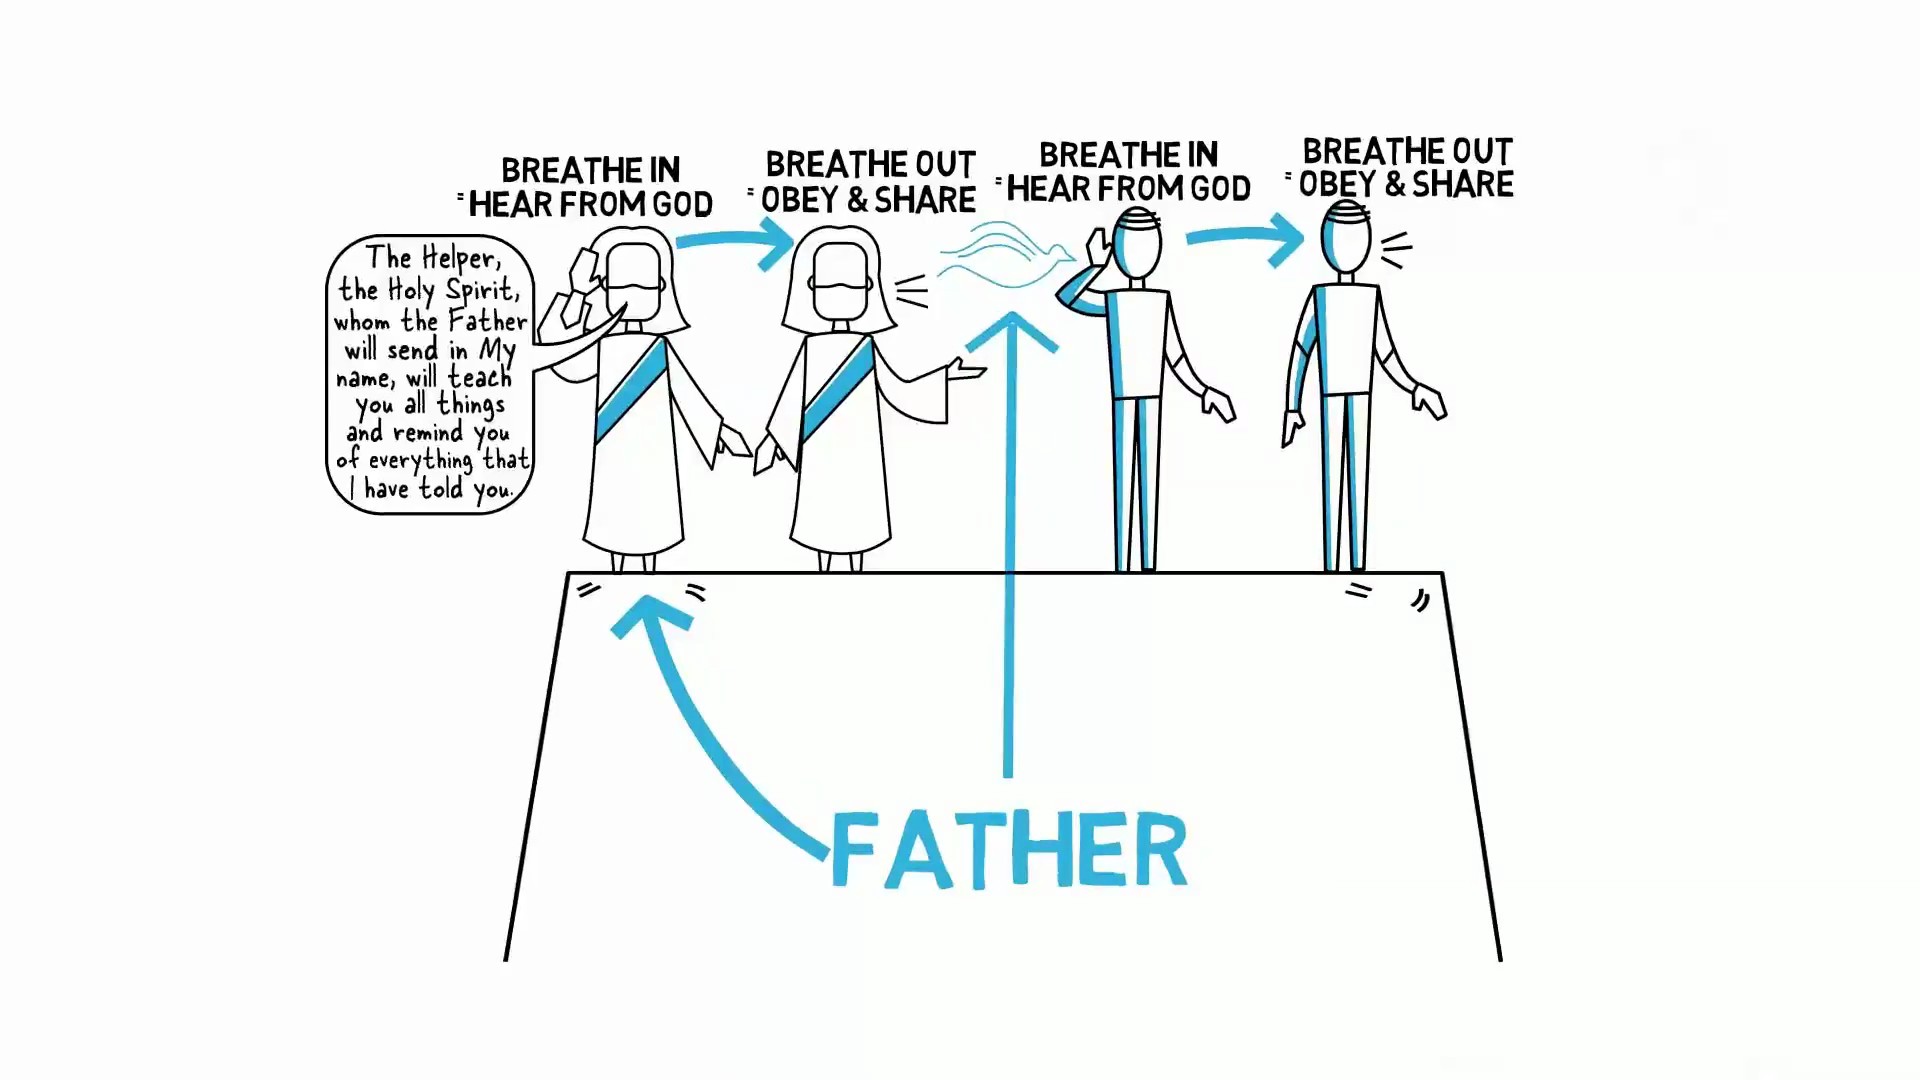 BREATHE IN
=HEAR FROM GOD
BREATHE OUT
=OBEY & SHARE
BREATHE IN
=HEAR FROM GOD
BREATHE OUT
=OBEY & SHARE
The Helper,
the Holy Spirit,
whom the Father
will send in My
name, will teach
you all things
and remind you
of everything that
I have told you.
FATHER